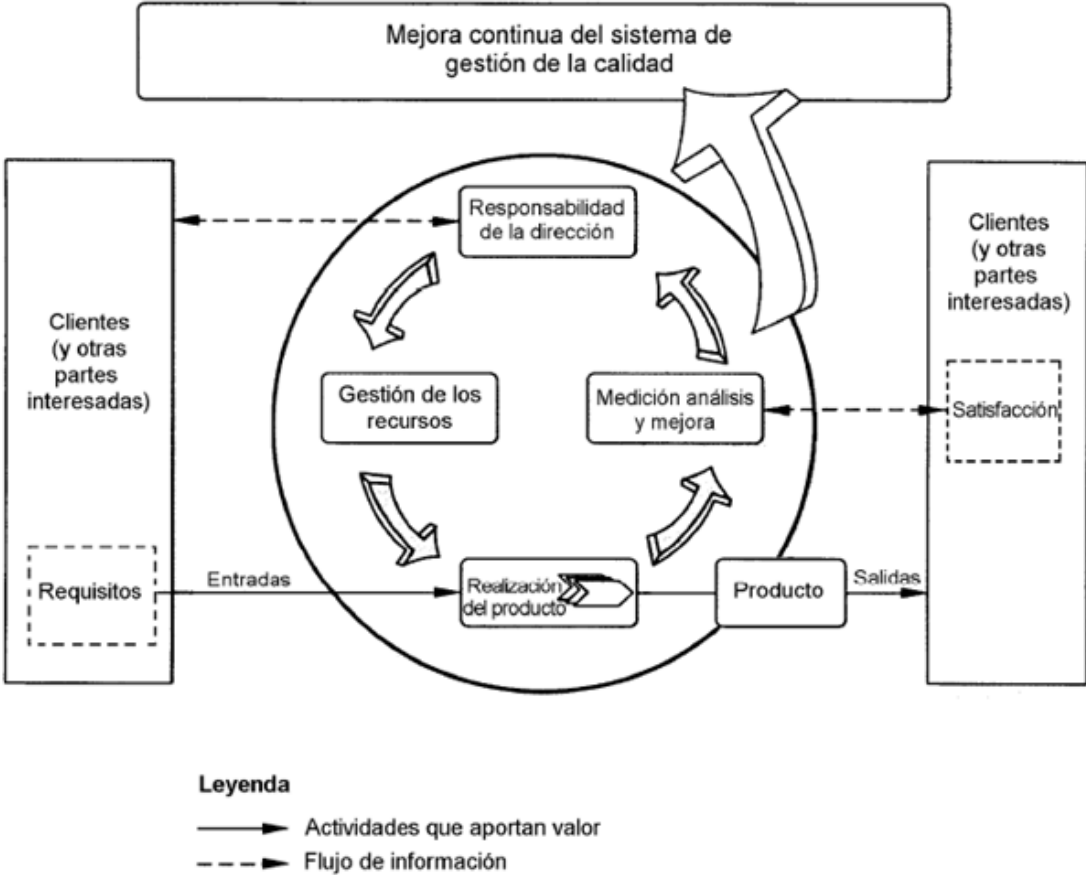 Mejora continua del sistema de
gestión de la calidad
Responsabilidad
de la dirección
Clientes
(y otras
partes
interesadas)
Clientes
(y otras
partes
interesadas)
Gestión de los
recursos
Medición análisis
y mejora
Satisfacción
Requisitos
Entradas
Realización
del producto
Producto
Salidas
Leyenda
Actividades que aportan valor
Flujo de información